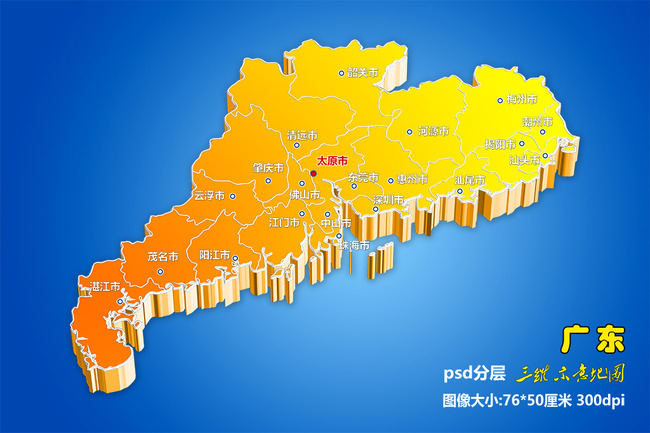 韶关市
梅州市
潮州市
河源市
清远市
揭阳市
汕头市
太原市
肇庆市
东莞市
惠州市
汕尾市
云浮市
佛山市
深圳市
江门市
中山市
珠海市
阳江市
茂名市
湛江市
广东
psd分层 三维示意地图
图像大小:76*50厘米 300dpi